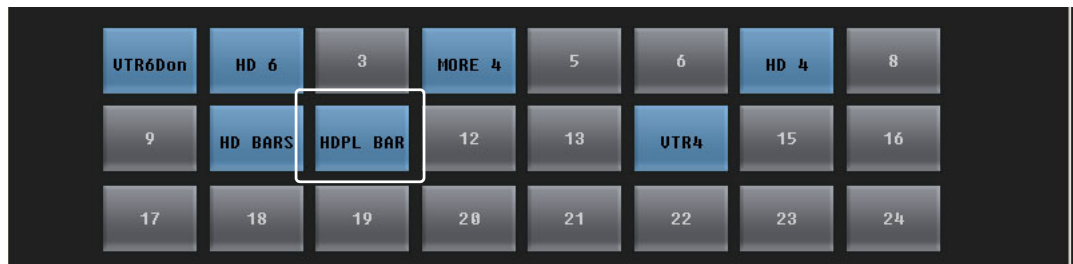 VTR6Don HD 6 3 MORE 4 5 6 HD 4 8
9 HD BARS HDPL BAR 12 13 VTR4 15 16
17 18 19 20 21 22 23 24